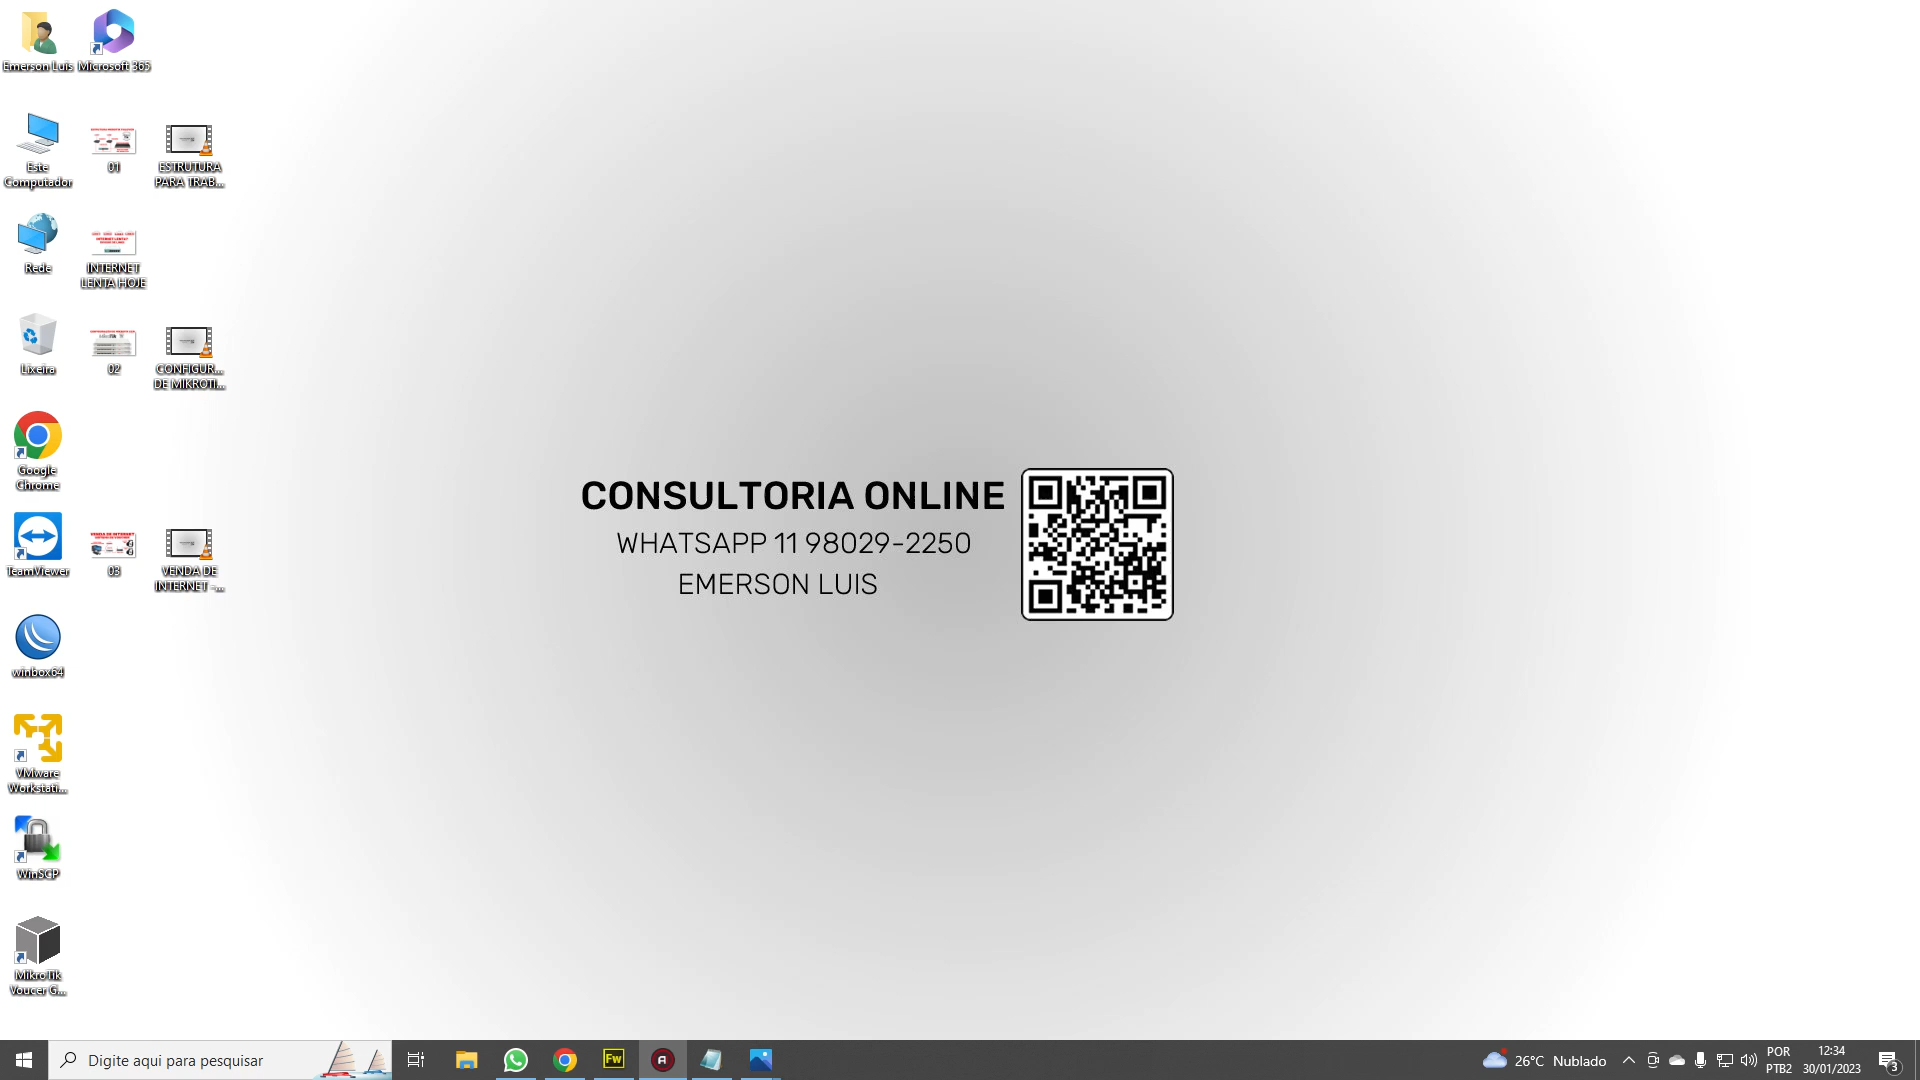 Emerson Luis
Microsoft 365
Este
Computador
01
ESTRUTURA
PARA TRAB...
Rede
INTERNET
LENTA HOJE
Lixeira
02
CONFIGUR...
DE MIKROTI...
Google
Chrome
TeamViewer
03
VENDA DE
INTERNET -...
winbox64
VMware
Workstati...
WinSCP
MikroTik
Voucer G...
CONSULTORIA ONLINE
WHATSAPP 11 98029-2250
EMERSON LUIS
Digite aqui para pesquisar
Fw
26°C Nublado
POR
PTB2
12:34
30/01/2023
3